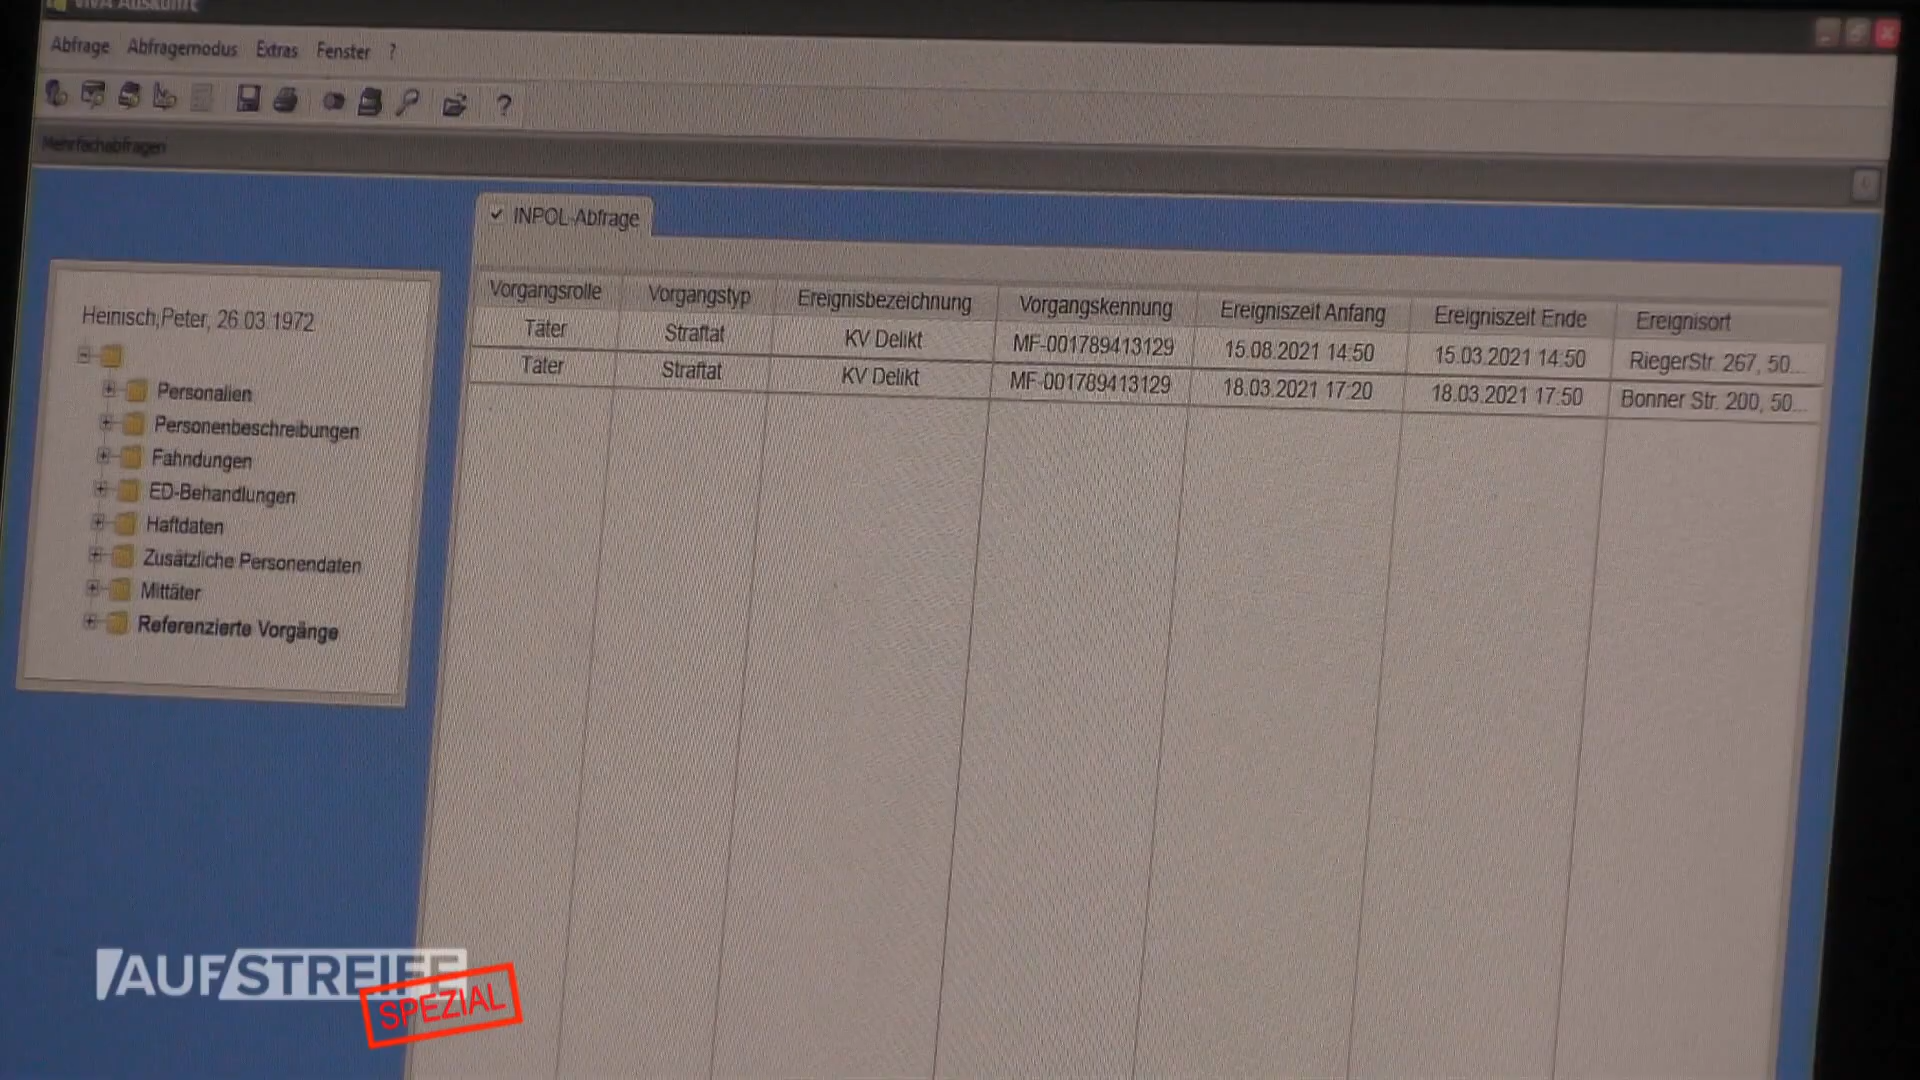 ViVA Auskunft
Abfrage Abfragemodus Extras Fenster ?
?
Mehrfachabfragen
INPOL-Abfrage
Heinisch,Peter, 26.03.1972
Personalien
Personenbeschreibungen
Fahndungen
ED-Behandlungen
Haftdaten
Zusätzliche Personendaten
Mittäter
Referenzierte Vorgänge
Vorgangsrolle Vorgangstyp Ereignisbezeichnung Vorgangskennung Ereigniszeit Anfang Ereigniszeit Ende Ereignisort
Täter Straftat KV Delikt MF-001789413129 15.08.2021 14:50 15.03.2021 14:50 RiegerStr. 267, 50...
Täter Straftat KV Delikt MF-001789413129 18.03.2021 17:20 18.03.2021 17:50 Bonner Str. 200, 50...
AUF STREIFE
SPEZIAL